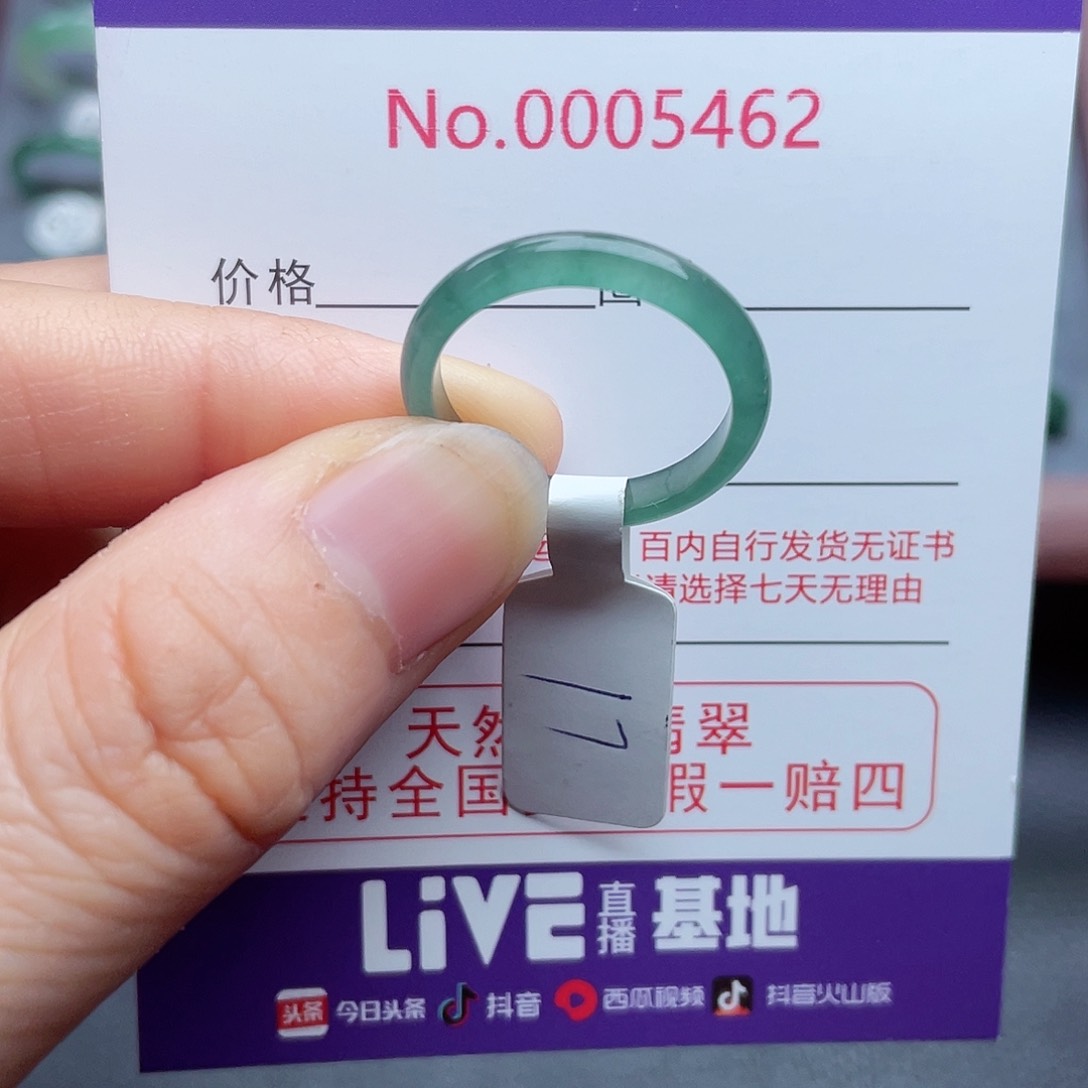 No.0005462
价格
百内自行发货无证书
请选择七天无理由
17
天然 翡翠
持全国 假一赔四
LiVE直播基地
头条 今日头条 抖音 西瓜视频 抖音火山版